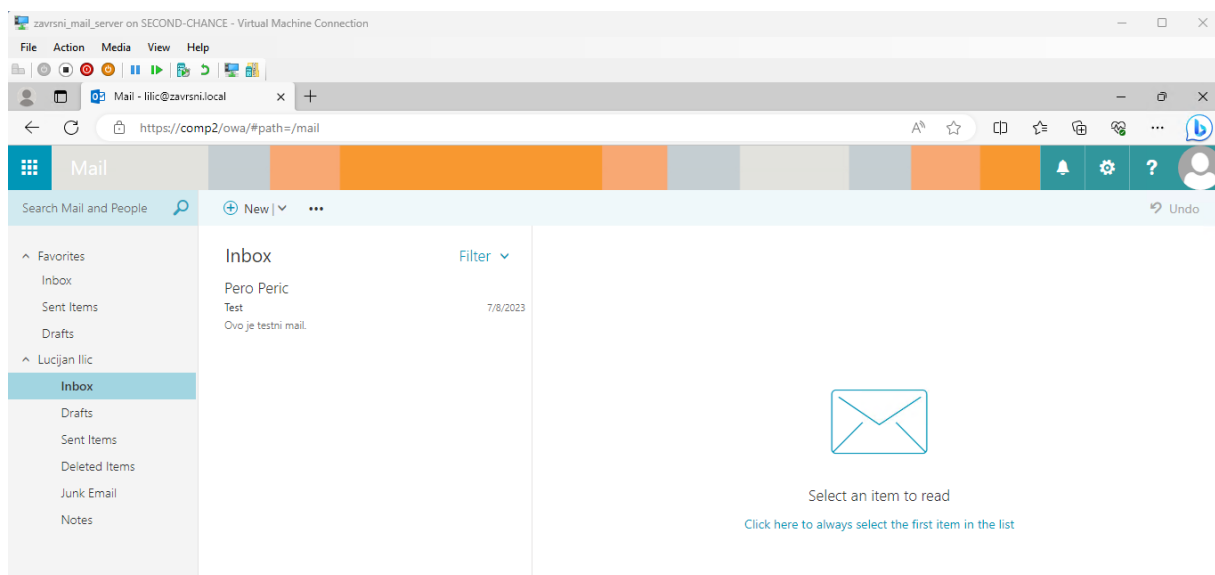 zavrsni_mail_server on SECOND-CHANCE - Virtual Machine Connection
File Action Media View Help
Mail - lilic@zavrsni.local
https://comp2/owa/#path=/mail
Mail
Search Mail and People
New
Undo
Favorites
Inbox
Sent Items
Drafts
Lucijan Ilic
Inbox
Drafts
Sent Items
Deleted Items
Junk Email
Notes
Inbox Filter
Pero Peric
Test 7/8/2023
Ovo je testni mail.
Select an item to read
Click here to always select the first item in the list